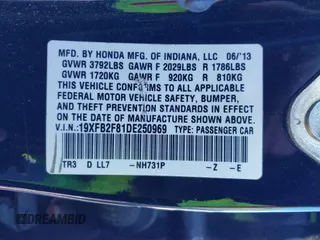 MFD. BY HONDA MFG. OF INDIANA, LLC 06/'13
GVWR 3792LBS GAWR F 2029LBS R 1786LBS
GVWR 1720KG GAWR F 920KG R 810KG
THIS VEHICLE CONFORMS TO ALL APPLICABLE
FEDERAL MOTOR VEHICLE SAFETY, BUMPER,
AND THEFT PREVENTION STANDARDS IN EFFECT
ON THE DATE OF MANUFACTURE SHOWN ABOVE.
V.I.N.:19XFB2F81DE250969 TYPE:PASSENGER CAR
TR3 D LL7 -NH731P -Z -E
DREAMBID